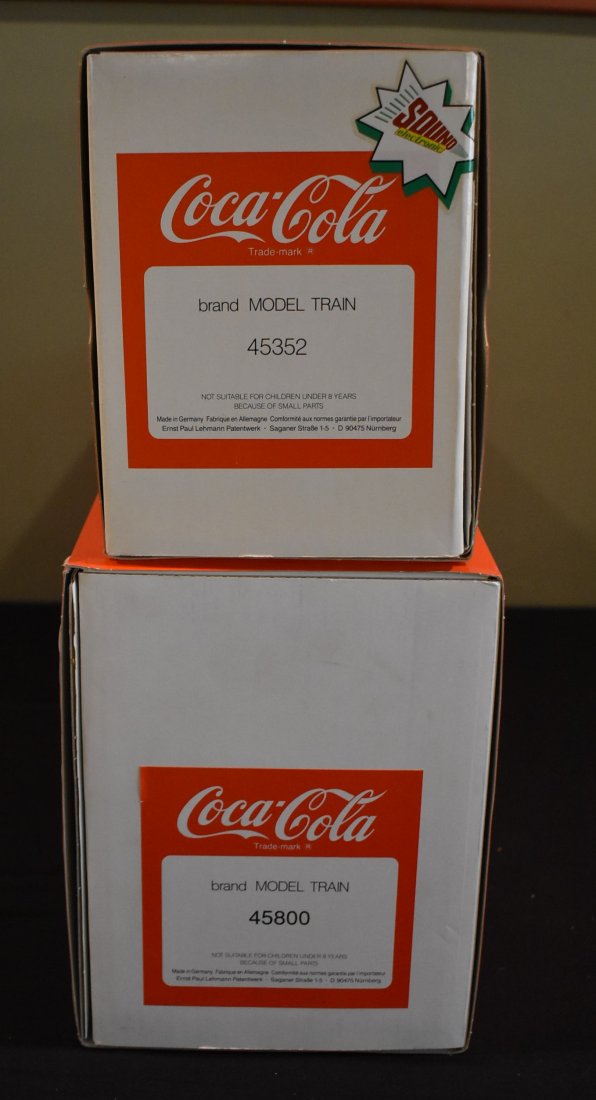 SOUND
electronic
Coca-Cola
Trade-mark ®
brand MODEL TRAIN
45352
NOT SUITABLE FOR CHILDREN UNDER 8 YEARS
BECAUSE OF SMALL PARTS
Made in Germany Fabrique en Allemagne Conformité aux normes garantie par l'importateur
Ernst Paul Lehmann Patentwerk · Saganer Straße 1-5 · D 90475 Nürnberg
Coca-Cola
Trade-mark ®
brand MODEL TRAIN
45800
NOT SUITABLE FOR CHILDREN UNDER 8 YEARS
BECAUSE OF SMALL PARTS
Made in Germany Fabrique en Allemagne Conformité aux normes garantie par l'importateur
Ernst Paul Lehmann Patentwerk · Saganer Straße 1-5 · D 90475 Nürnberg